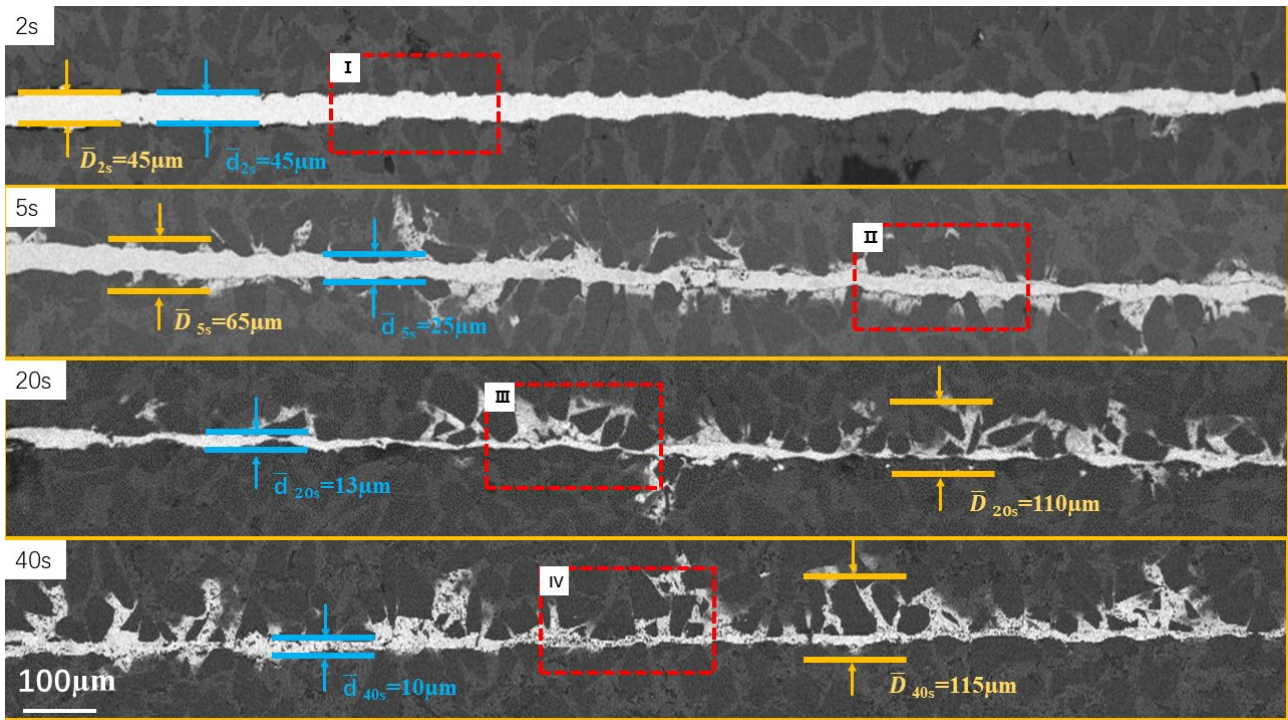 2s
I
D̄2s=45μm
d̄2s=45μm
5s
II
D̄ 5s=65μm
d̄ 5s=25μm
20s
III
d̄ 20s=13μm
D̄ 20s=110μm
40s
IV
d̄ 40s=10μm
D̄ 40s=115μm
100μm